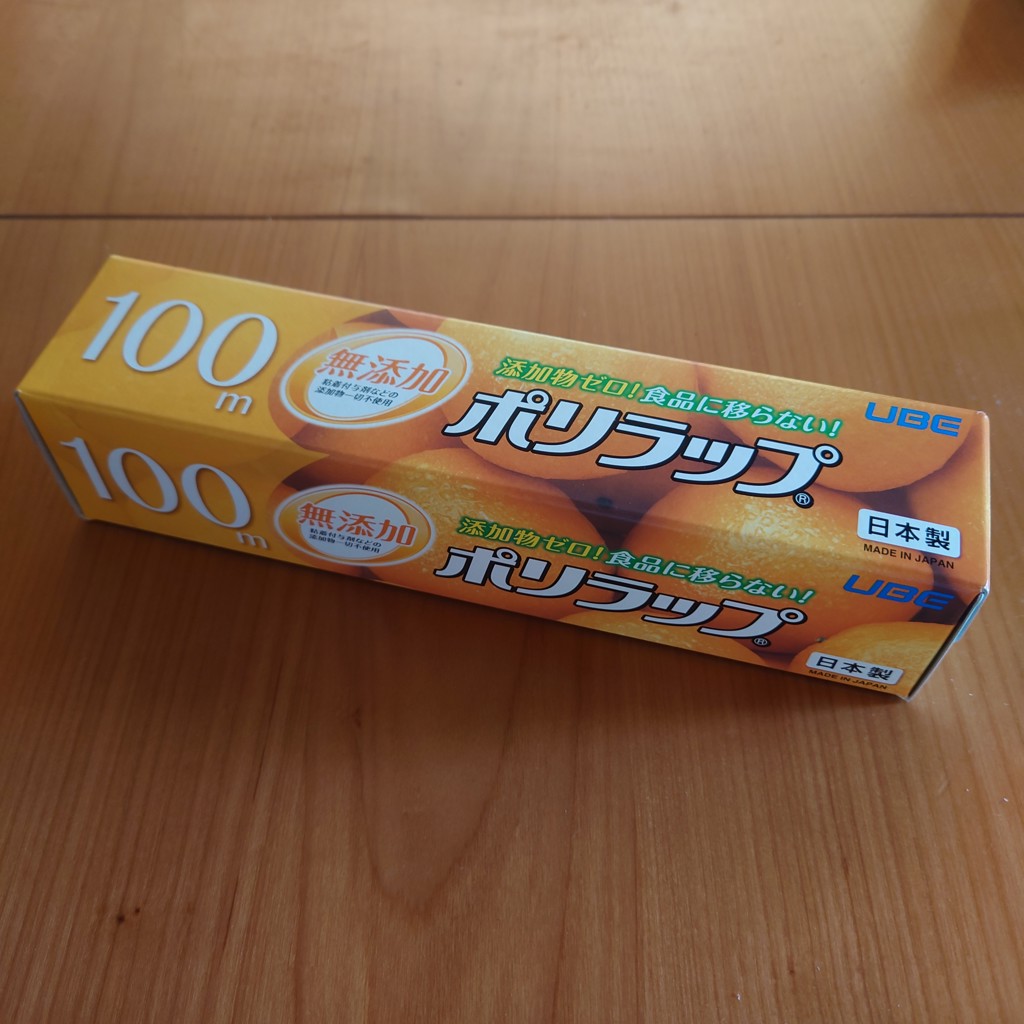 100m
無添加
粘着付与剤などの
添加物一切不使用
添加物ゼロ!食品に移らない!
ポリラップ®
UBE
日本製
MADE IN JAPAN
100m
無添加
粘着付与剤などの
添加物一切不使用
添加物ゼロ!食品に移らない!
ポリラップ®
UBE
日本製
MADE IN JAPAN